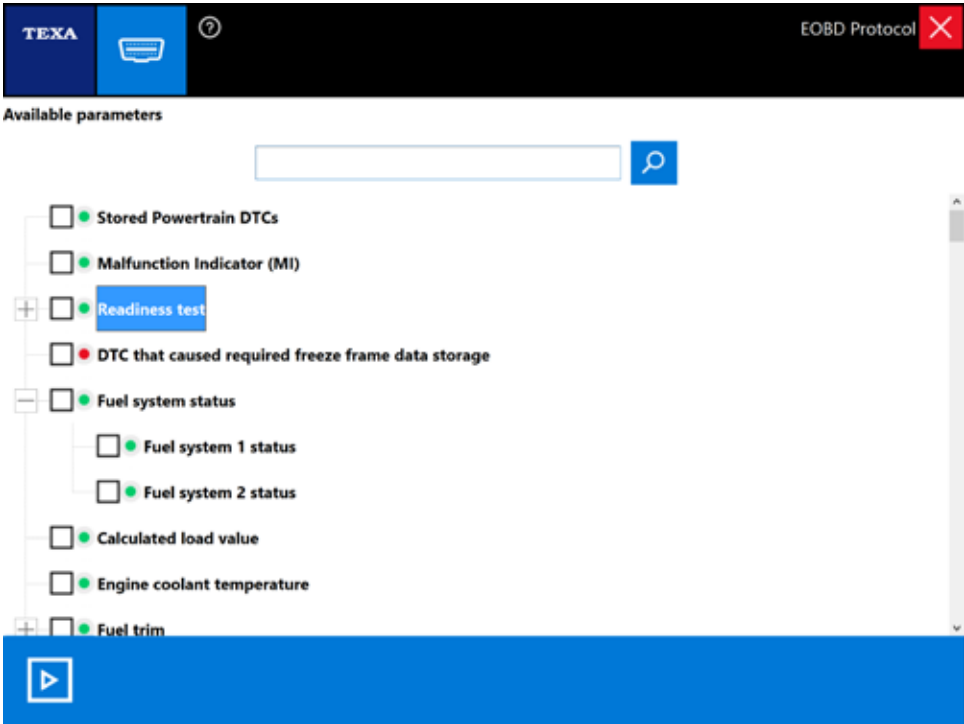 TEXA
EOBD Protocol
Available parameters
Stored Powertrain DTCs
Malfunction Indicator (MI)
Readiness test
DTC that caused required freeze frame data storage
Fuel system status
Fuel system 1 status
Fuel system 2 status
Calculated load value
Engine coolant temperature
Fuel trim